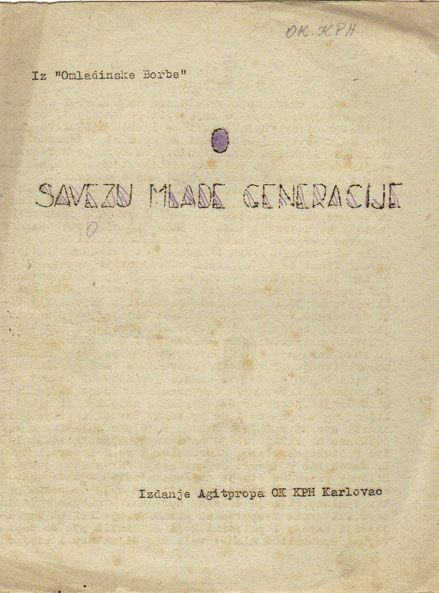 OK. KPH
Iz "Omladinske Borbe"
O
SAVEZU MLADE GENERACIJE
O
Izdanje Agitpropa OK KPH Karlovac